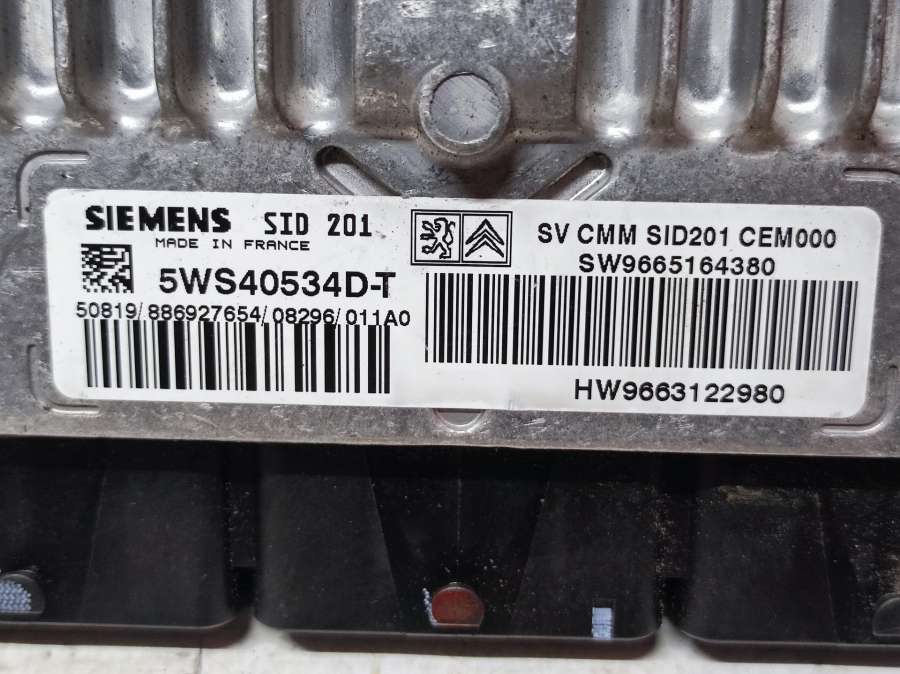 SIEMENS SID 201
MADE IN FRANCE
5WS40534D-T
50819/886927654/08296/011A0
SV CMM SID201 CEM000
SW9665164380
HW9663122980